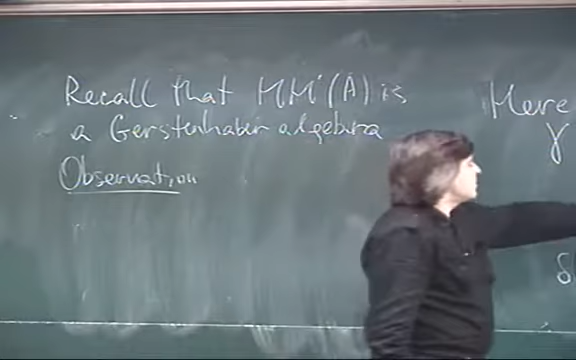 Recall that HH˙(A) is
a Gerstenhaber algebra
Observation
Here
γ
δ